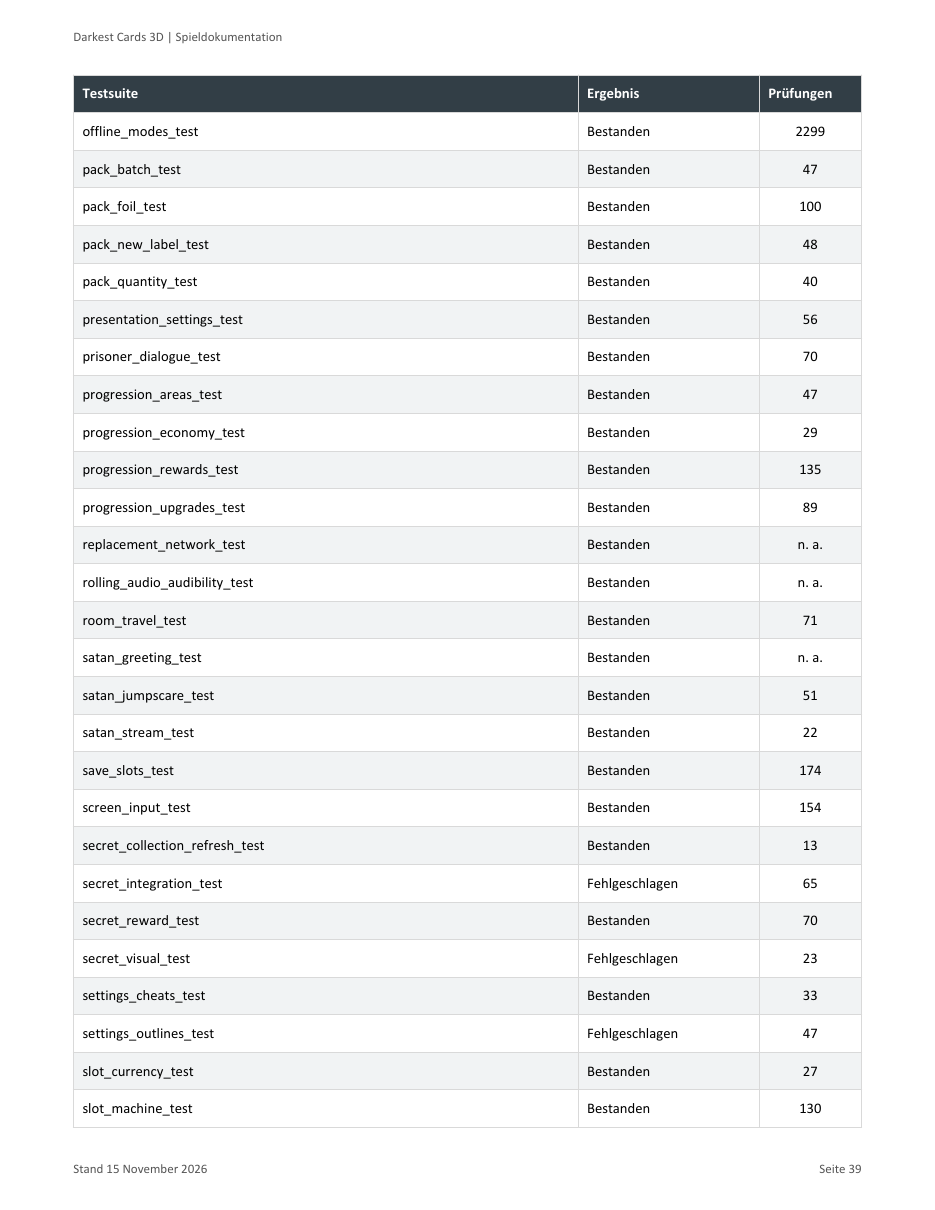 Darkest Cards 3D | Spieldokumentation
Testsuite Ergebnis Prüfungen
offline_modes_test Bestanden 2299
pack_batch_test Bestanden 47
pack_foil_test Bestanden 100
pack_new_label_test Bestanden 48
pack_quantity_test Bestanden 40
presentation_settings_test Bestanden 56
prisoner_dialogue_test Bestanden 70
progression_areas_test Bestanden 47
progression_economy_test Bestanden 29
progression_rewards_test Bestanden 135
progression_upgrades_test Bestanden 89
replacement_network_test Bestanden n. a.
rolling_audio_audibility_test Bestanden n. a.
room_travel_test Bestanden 71
satan_greeting_test Bestanden n. a.
satan_jumpscare_test Bestanden 51
satan_stream_test Bestanden 22
save_slots_test Bestanden 174
screen_input_test Bestanden 154
secret_collection_refresh_test Bestanden 13
secret_integration_test Fehlgeschlagen 65
secret_reward_test Bestanden 70
secret_visual_test Fehlgeschlagen 23
settings_cheats_test Bestanden 33
settings_outlines_test Fehlgeschlagen 47
slot_currency_test Bestanden 27
slot_machine_test Bestanden 130
Stand 15 November 2026 Seite 39